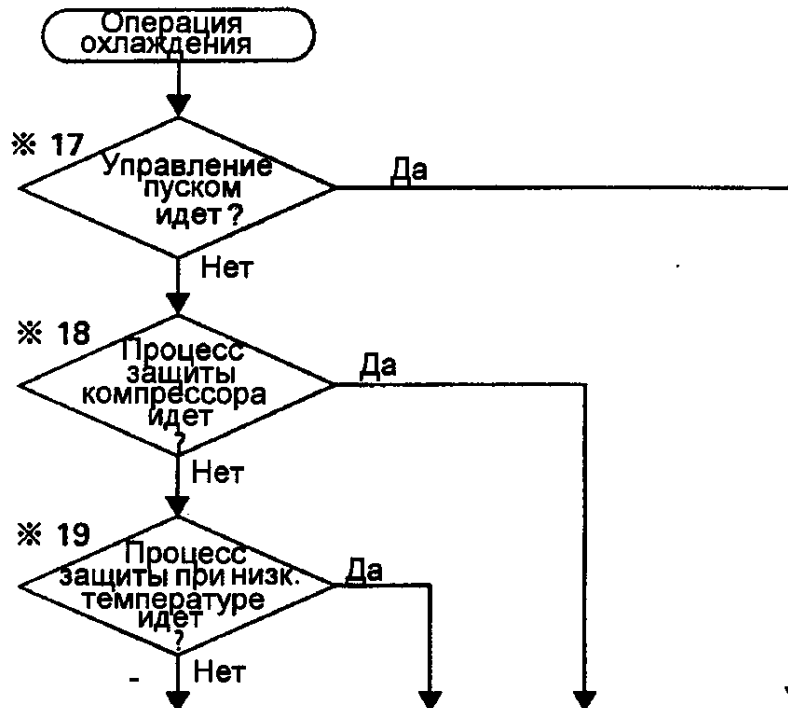 Операция
охлаждения
※ 17
Управление
пуском
идет ?
Да
Нет
※ 18
Процесс
защиты
компрессора
идет
?
Да
Нет
※ 19
Процесс
защиты при низк.
температуре
идет
?
Да
Нет